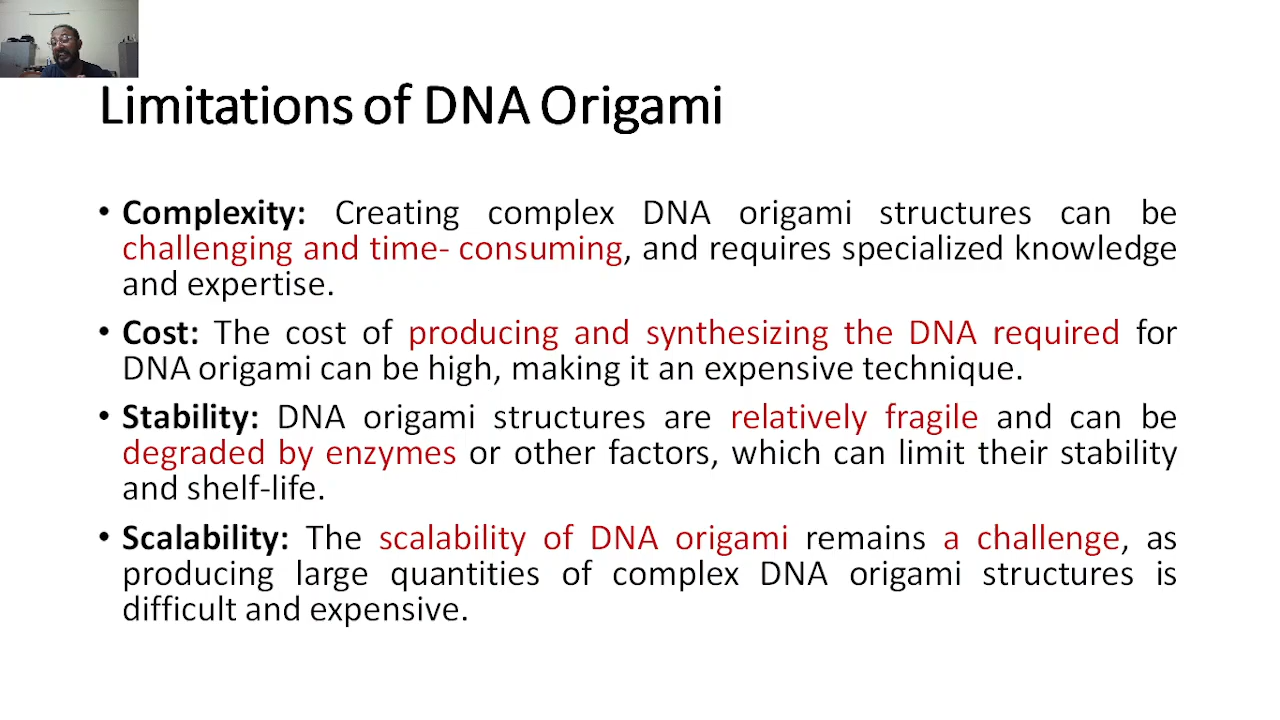 Limitations of DNA Origami
• Complexity: Creating complex DNA origami structures can be
challenging and time- consuming, and requires specialized knowledge
and expertise.
• Cost: The cost of producing and synthesizing the DNA required for
DNA origami can be high, making it an expensive technique.
• Stability: DNA origami structures are relatively fragile and can be
degraded by enzymes or other factors, which can limit their stability
and shelf-life.
• Scalability: The scalability of DNA origami remains a challenge, as
producing large quantities of complex DNA origami structures is
difficult and expensive.